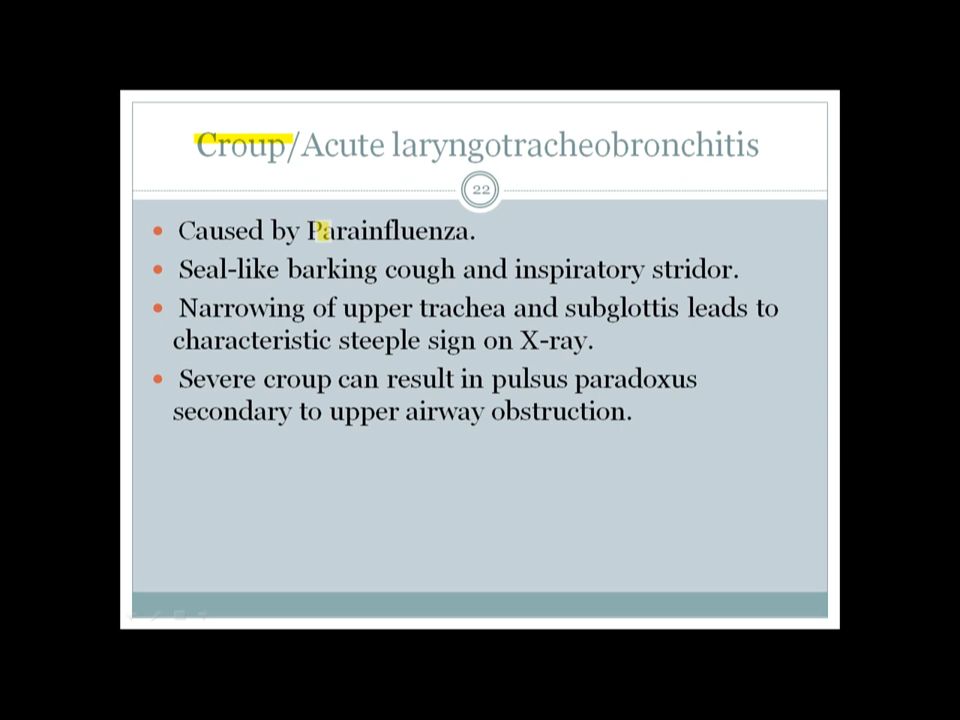 Croup/Acute laryngotracheobronchitis
22
• Caused by Parainfluenza.
• Seal-like barking cough and inspiratory stridor.
• Narrowing of upper trachea and subglottis leads to
characteristic steeple sign on X-ray.
• Severe croup can result in pulsus paradoxus
secondary to upper airway obstruction.